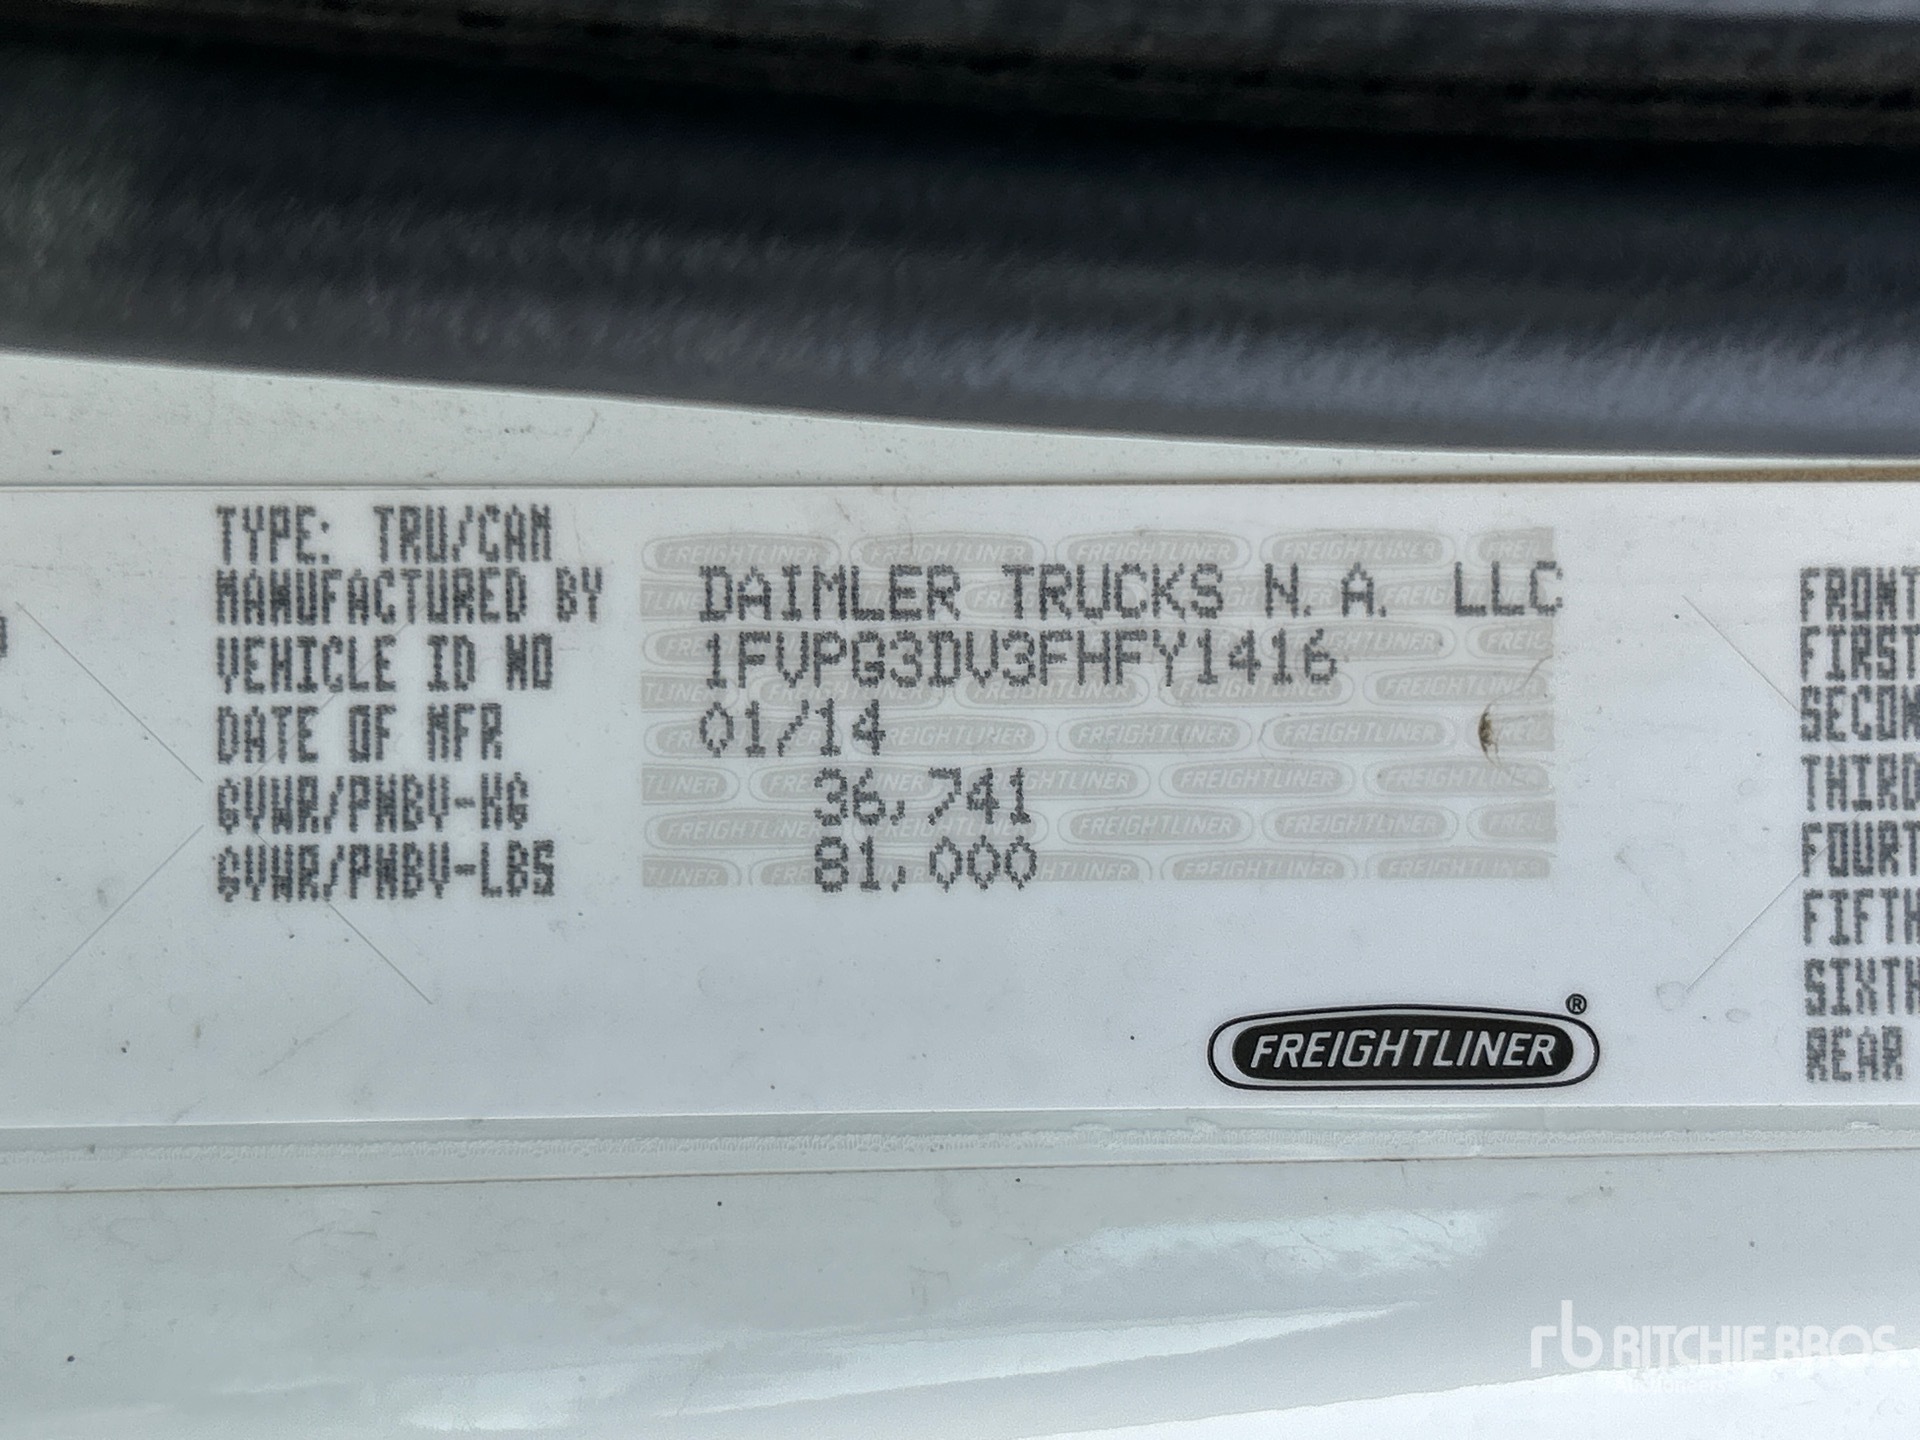 TYPE: TRU/CAM
MANUFACTURED BY DAIMLER TRUCKS N.A. LLC
VEHICLE ID NO 1FVPG3DV3FHFY1416
DATE OF MFR 01/14
GVWR/PNBV-KG 36,741
GVWR/PNBV-LBS 81,000
FREIGHTLINER®
FRONT
FIRST
SECON
THIRD
FOURT
FIFTH
SIXTH
REAR
rb RITCHIE BROS
Auctioneers